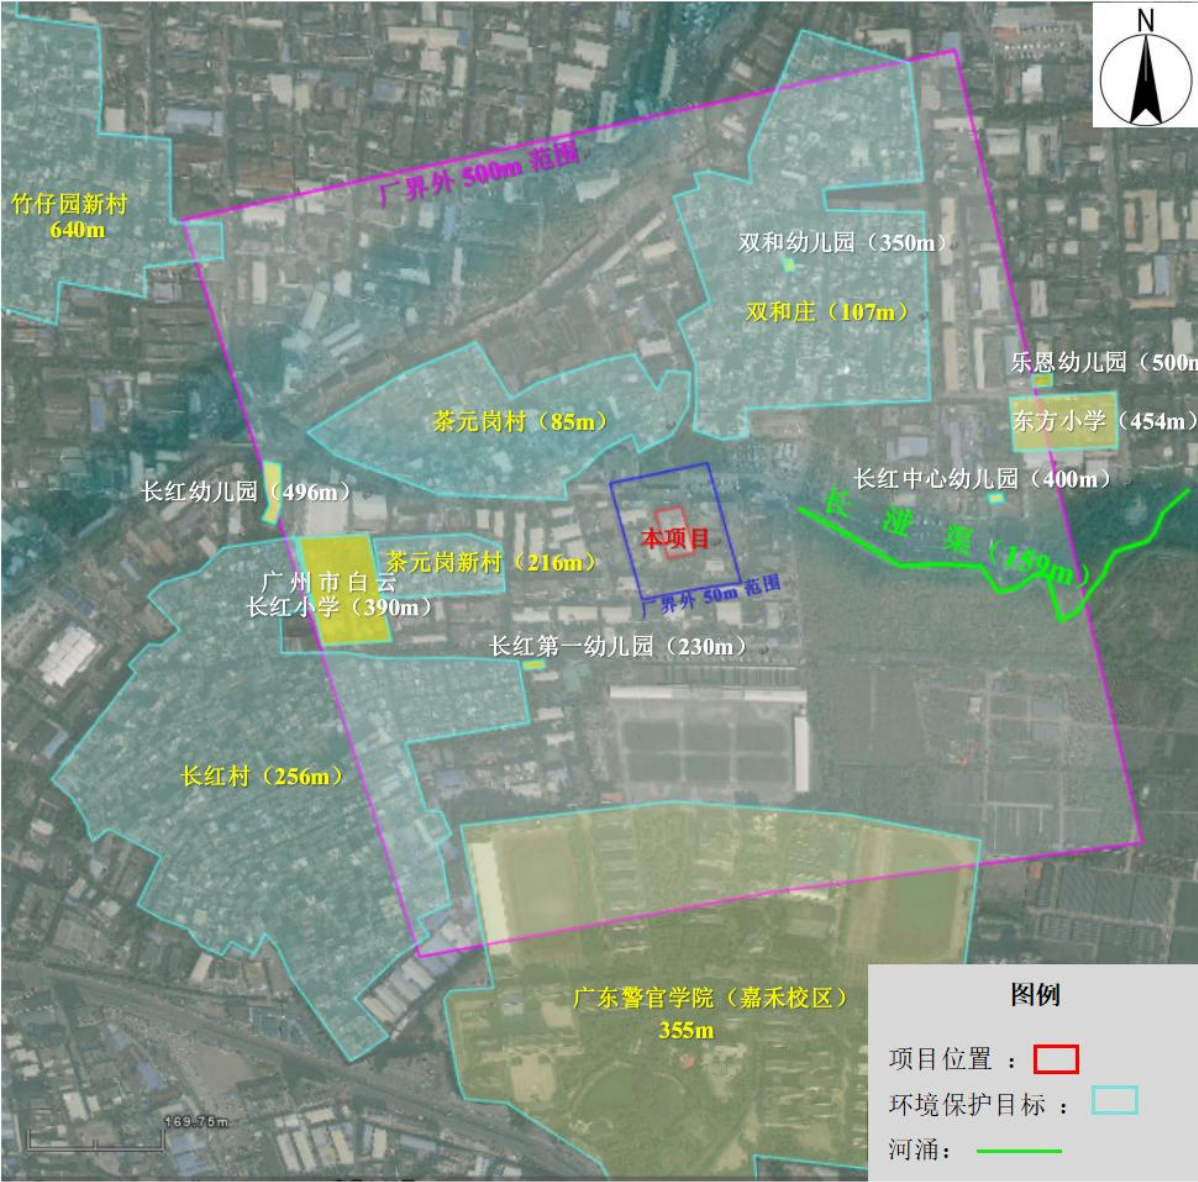 N
厂界外 500m 范围
竹仔园新村
640m
双和幼儿园（350m）
双和庄（107m）
乐恩幼儿园（500m
茶元岗村（85m）
东方小学（454m）
长红幼儿园（496m）
长红中心幼儿园（400m）
长湴渠（159m）
本项目
茶元岗新村（216m）
广州市白云
长红小学（390m）
厂界外 50m 范围
长红第一幼儿园（230m）
长红村（256m）
广东警官学院（嘉禾校区）
355m
图例
项目位置 ：
环境保护目标 ：
河涌：
169.75m